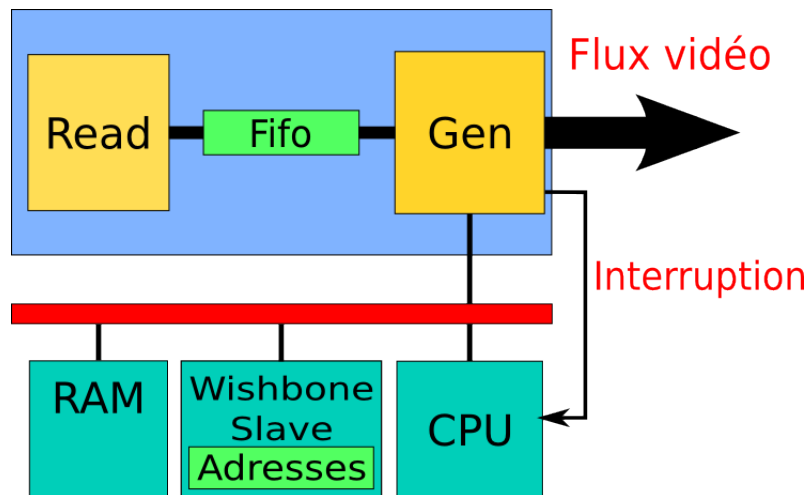 Flux vidéo
Read
Fifo
Gen
Interruption
RAM
Wishbone
Slave
Adresses
CPU